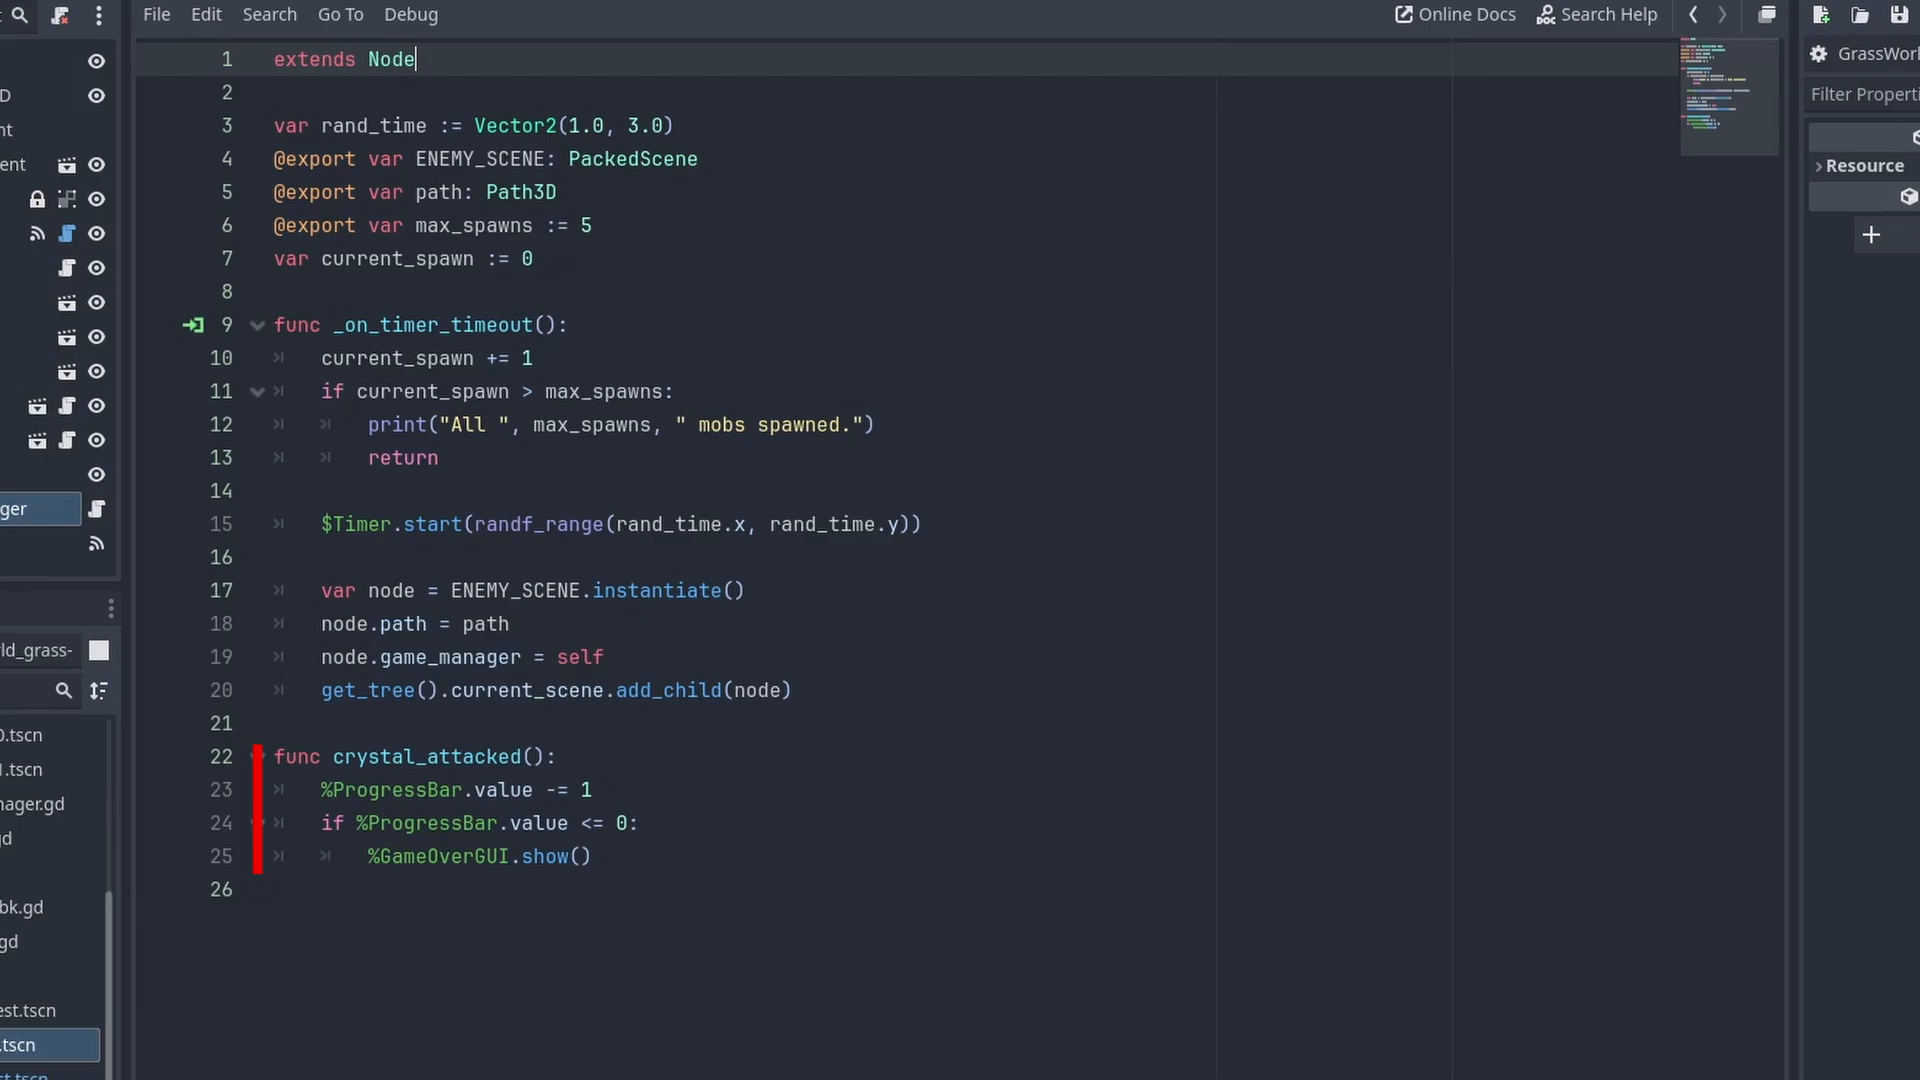 File Edit Search Go To Debug Online Docs Search Help
1 extends Node
2
3 var rand_time := Vector2(1.0, 3.0)
4 @export var ENEMY_SCENE: PackedScene
5 @export var path: Path3D
6 @export var max_spawns := 5
7 var current_spawn := 0
8
9 func _on_timer_timeout():
10 current_spawn += 1
11 if current_spawn > max_spawns:
12 print("All ", max_spawns, " mobs spawned.")
13 return
14
15 $Timer.start(randf_range(rand_time.x, rand_time.y))
16
17 var node = ENEMY_SCENE.instantiate()
18 node.path = path
19 node.game_manager = self
20 get_tree().current_scene.add_child(node)
21
22 func crystal_attacked():
23 %ProgressBar.value -= 1
24 if %ProgressBar.value <= 0:
25 %GameOverGUI.show()
26
D
nt
ent
ger
ld_grass-
.tscn
.tscn
nager.gd
bk.gd
gd
est.tscn
.tscn
GrassWorl
Filter Properti
Resource